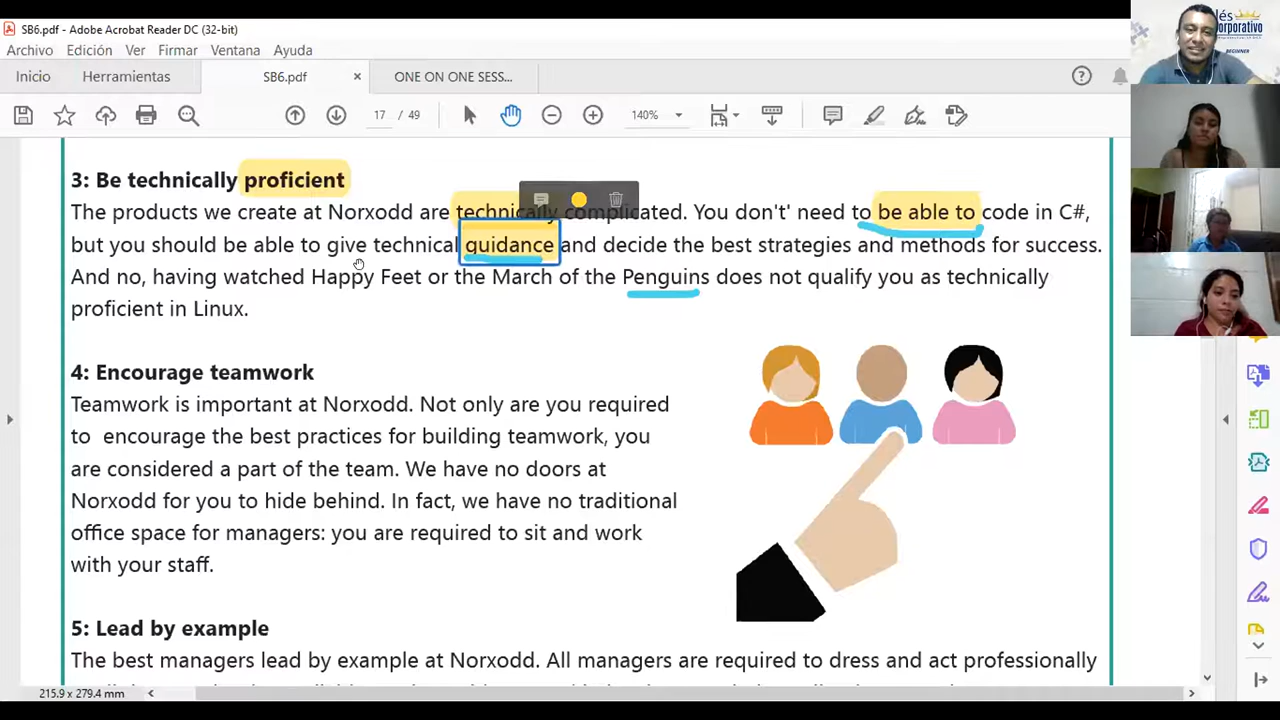 SB6.pdf - Adobe Acrobat Reader DC (32-bit)
Archivo Edición Ver Firmar Ventana Ayuda
Inicio Herramientas SB6.pdf × ONE ON ONE SESS...
17 / 49 140%
3: Be technically proficient
The products we create at Norxodd are technically complicated. You don't' need to be able to code in C#,
but you should be able to give technical guidance and decide the best strategies and methods for success.
And no, having watched Happy Feet or the March of the Penguins does not qualify you as technically
proficient in Linux.
4: Encourage teamwork
Teamwork is important at Norxodd. Not only are you required
to encourage the best practices for building teamwork, you
are considered a part of the team. We have no doors at
Norxodd for you to hide behind. In fact, we have no traditional
office space for managers: you are required to sit and work
with your staff.
5: Lead by example
The best managers lead by example at Norxodd. All managers are required to dress and act professionally
215.9 x 279.4 mm
lés
orporativo
BEGINNER